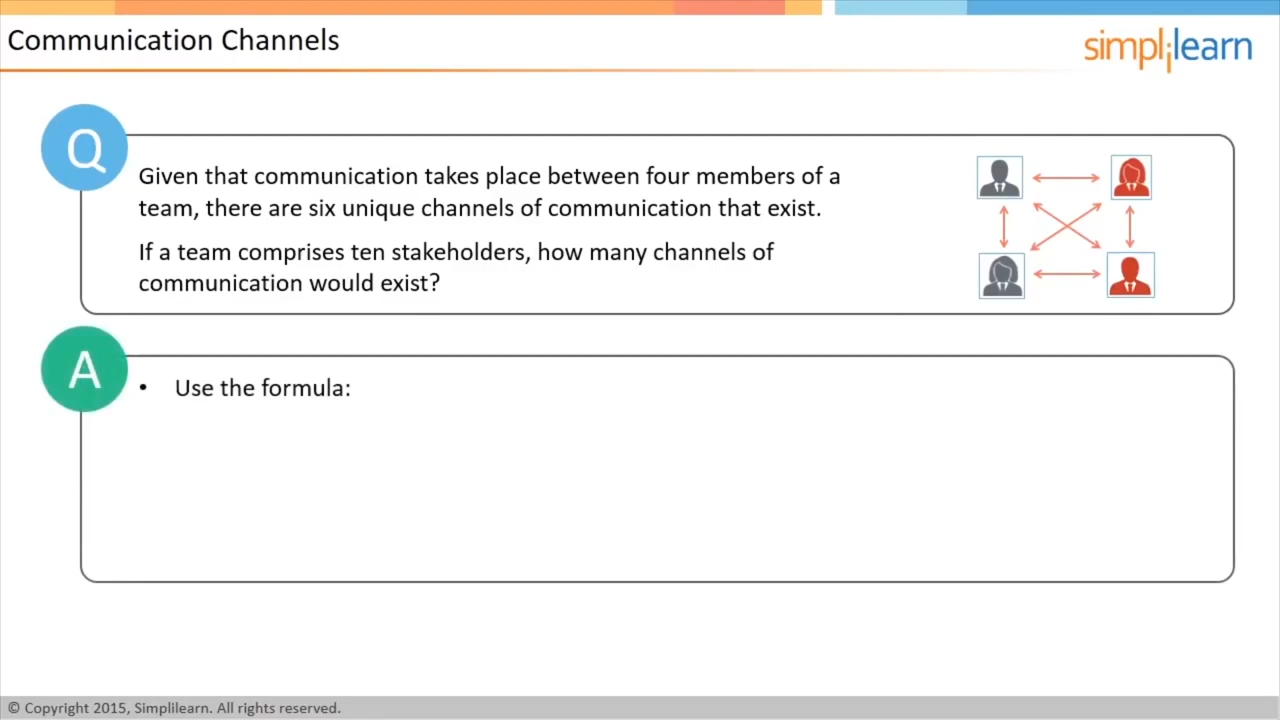 Communication Channels
simplilearn
Q
Given that communication takes place between four members of a
team, there are six unique channels of communication that exist.
If a team comprises ten stakeholders, how many channels of
communication would exist?
A
• Use the formula:
© Copyright 2015, Simplilearn. All rights reserved.